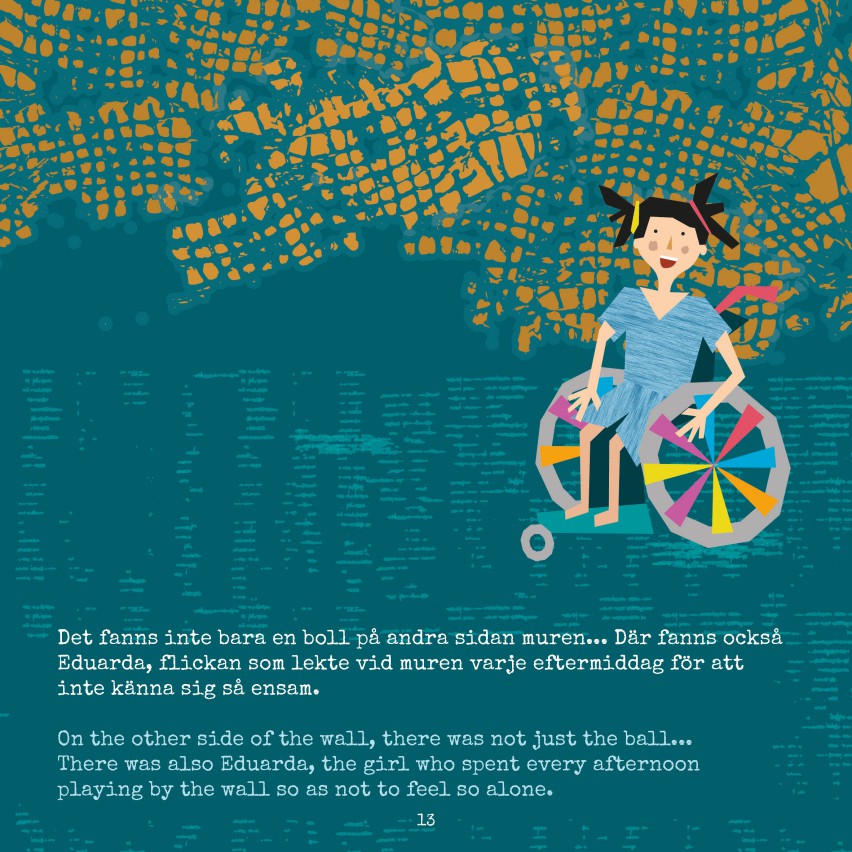 Det fanns inte bara en boll på andra sidan muren... Där fanns också
Eduarda, flickan som lekte vid muren varje eftermiddag för att
inte känna sig så ensam.
On the other side of the wall, there was not just the ball...
There was also Eduarda, the girl who spent every afternoon
playing by the wall so as not to feel so alone.
13